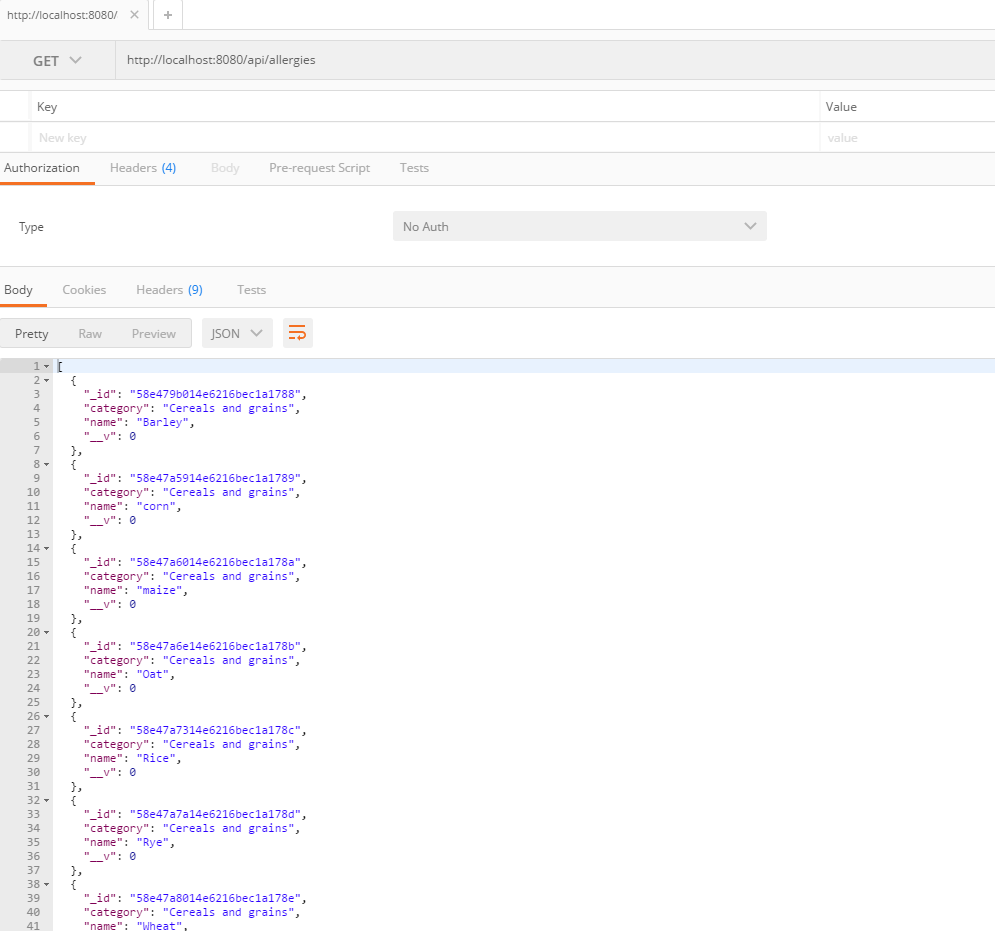 http://localhost:8080/ × +
GET http://localhost:8080/api/allergies
Key Value
New key value
Authorization Headers (4) Body Pre-request Script Tests
Type No Auth
Body Cookies Headers (9) Tests
Pretty Raw Preview JSON
1 [
2 {
3 "_id": "58e479b014e6216bec1a1788",
4 "category": "Cereals and grains",
5 "name": "Barley",
6 "__v": 0
7 },
8 {
9 "_id": "58e47a5914e6216bec1a1789",
10 "category": "Cereals and grains",
11 "name": "corn",
12 "__v": 0
13 },
14 {
15 "_id": "58e47a6014e6216bec1a178a",
16 "category": "Cereals and grains",
17 "name": "maize",
18 "__v": 0
19 },
20 {
21 "_id": "58e47a6e14e6216bec1a178b",
22 "category": "Cereals and grains",
23 "name": "Oat",
24 "__v": 0
25 },
26 {
27 "_id": "58e47a7314e6216bec1a178c",
28 "category": "Cereals and grains",
29 "name": "Rice",
30 "__v": 0
31 },
32 {
33 "_id": "58e47a7a14e6216bec1a178d",
34 "category": "Cereals and grains",
35 "name": "Rye",
36 "__v": 0
37 },
38 {
39 "_id": "58e47a8014e6216bec1a178e",
40 "category": "Cereals and grains",
41 "name": "Wheat",